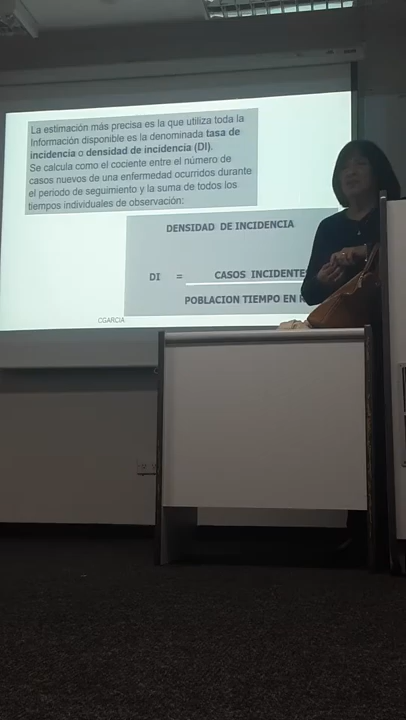 La estimación más precisa es la que utiliza toda la
Información disponible es la denominada tasa de
incidencia o densidad de incidencia (DI).
Se calcula como el cociente entre el número de
casos nuevos de una enfermedad ocurridos durante
el periodo de seguimiento y la suma de todos los
tiempos individuales de observación:
DENSIDAD DE INCIDENCIA
DI = CASOS INCIDENTE
POBLACION TIEMPO EN
CGARCIA